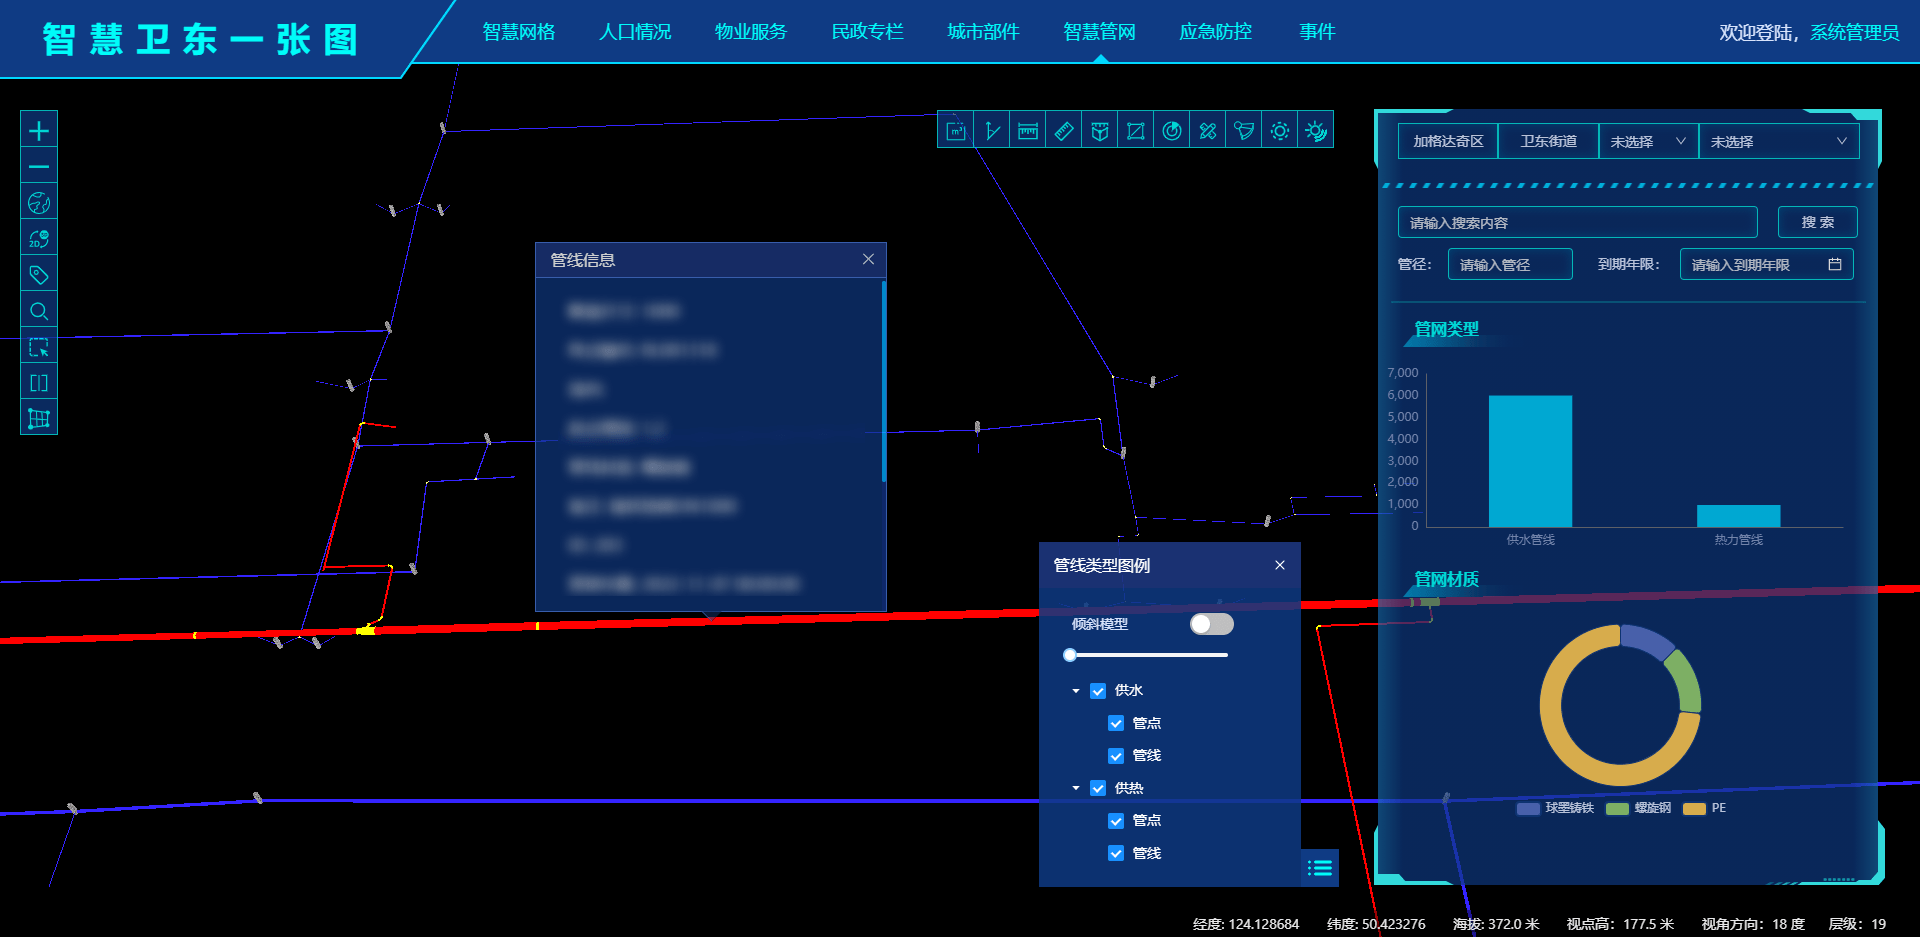 智慧卫东一张图
智慧网格 人口情况 物业服务 民政专栏 城市部件 智慧管网 应急防控 事件
欢迎登陆，系统管理员
2D
m³
加格达奇区 卫东街道 未选择 未选择
请输入搜索内容 搜 索
管径： 请输入管径 到期年限： 请输入到期年限
管线信息
管网类型
7,000
6,000
5,000
4,000
3,000
2,000
1,000
0
供水管线 热力管线
管网材质
球墨铸铁 螺旋钢 PE
管线类型图例
倾斜模型
供水
管点
管线
供热
管点
管线
经度: 124.128684 纬度: 50.423276 海拔: 372.0 米 视点高：177.5 米 视角方向：18 度 层级：19